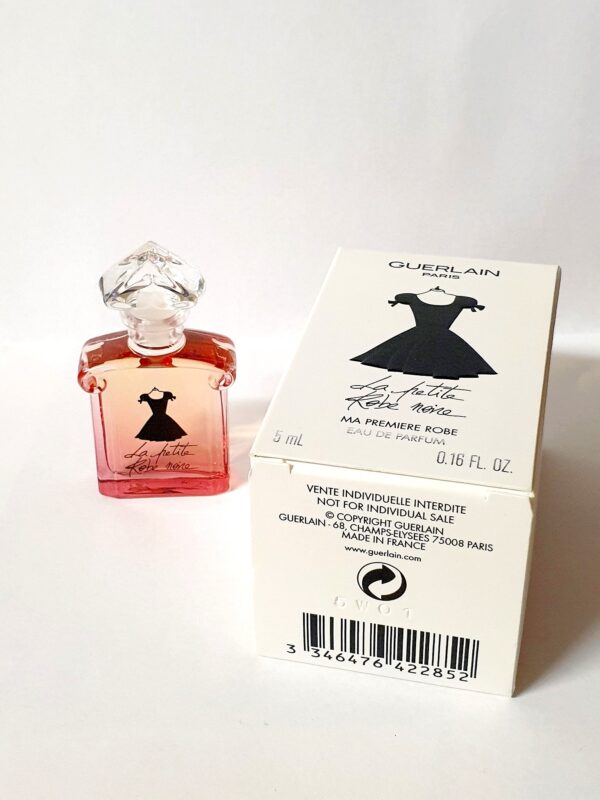 La petite
Robe noire
GUERLAIN
PARIS
La petite
Robe noire
MA PREMIERE ROBE
EAU DE PARFUM
5 mL
0.16 FL. OZ.
VENTE INDIVIDUELLE INTERDITE
NOT FOR INDIVIDUAL SALE
© COPYRIGHT GUERLAIN
GUERLAIN - 68, CHAMPS-ELYSEES 75008 PARIS
MADE IN FRANCE
www.guerlain.com
5W01
3 346476 422852